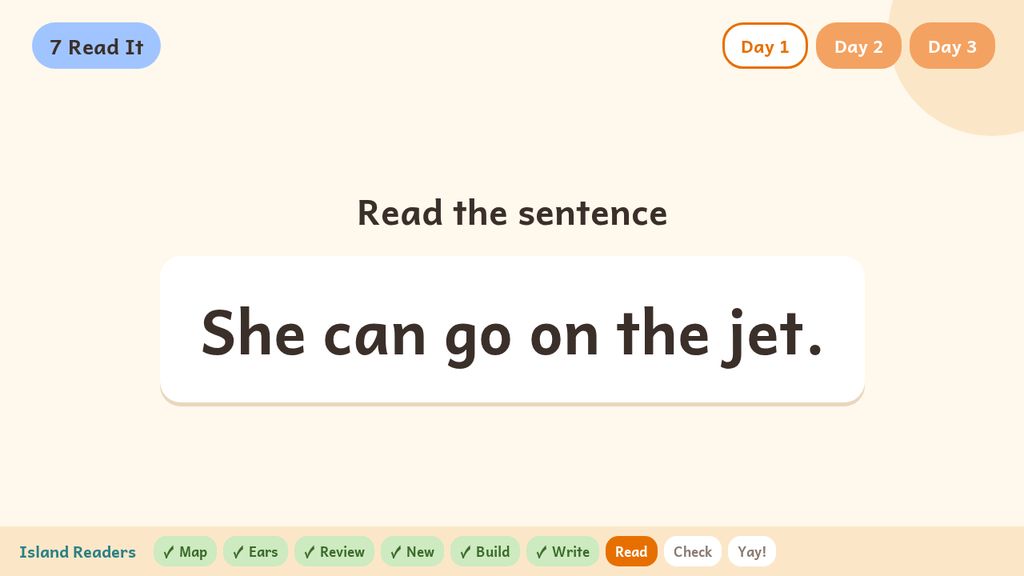 7 Read It
Day 1 Day 2 Day 3
Read the sentence
She can go on the jet.
Island Readers ✓ Map ✓ Ears ✓ Review ✓ New ✓ Build ✓ Write Read Check Yay!